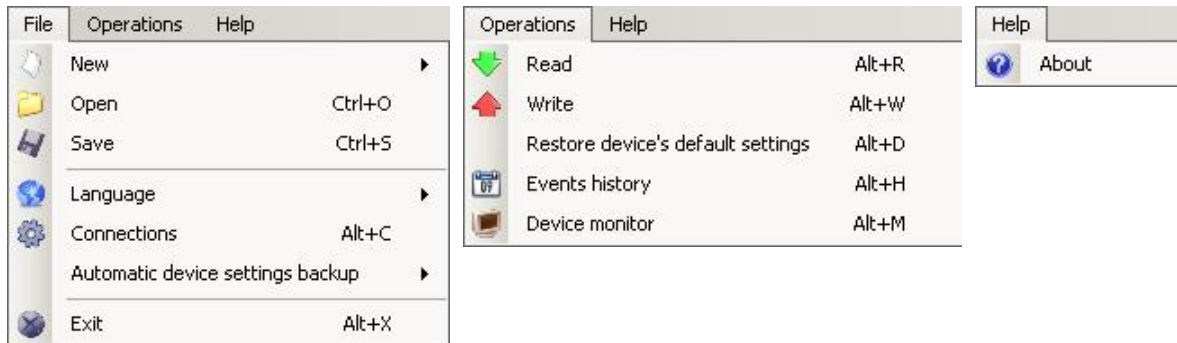 File Operations Help
New
Open Ctrl+O
Save Ctrl+S
Language
Connections Alt+C
Automatic device settings backup
Exit Alt+X
Operations Help
Read Alt+R
Write Alt+W
Restore device's default settings Alt+D
Events history Alt+H
Device monitor Alt+M
Help
About